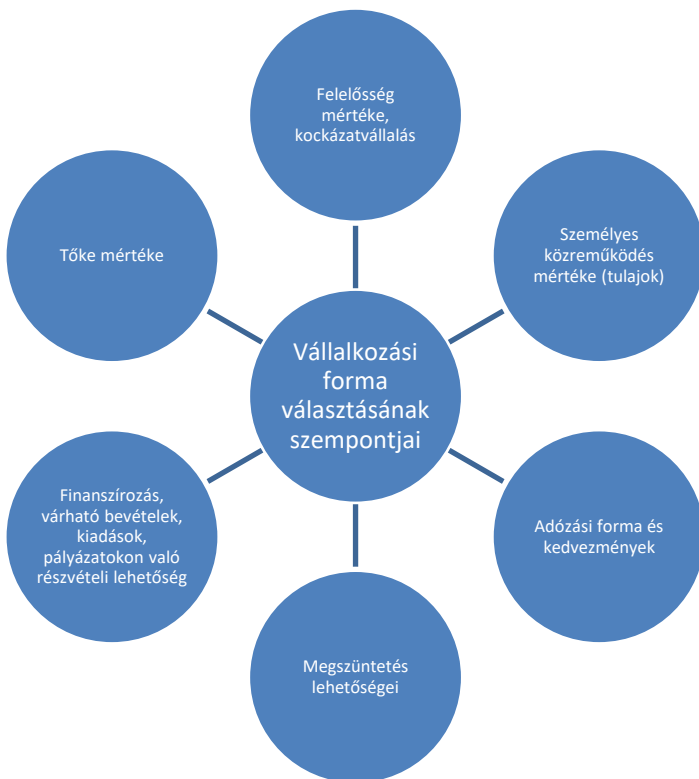 Felelősség
mértéke,
kockázatvállalás
Személyes
közreműködés
mértéke (tulajok)
Tőke mértéke
Vállalkozási
forma
választásának
szempontjai
Finanszírozás,
várható bevételek,
kiadások,
pályázatokon való
részvételi lehetőség
Adózási forma és
kedvezmények
Megszüntetés
lehetőségei